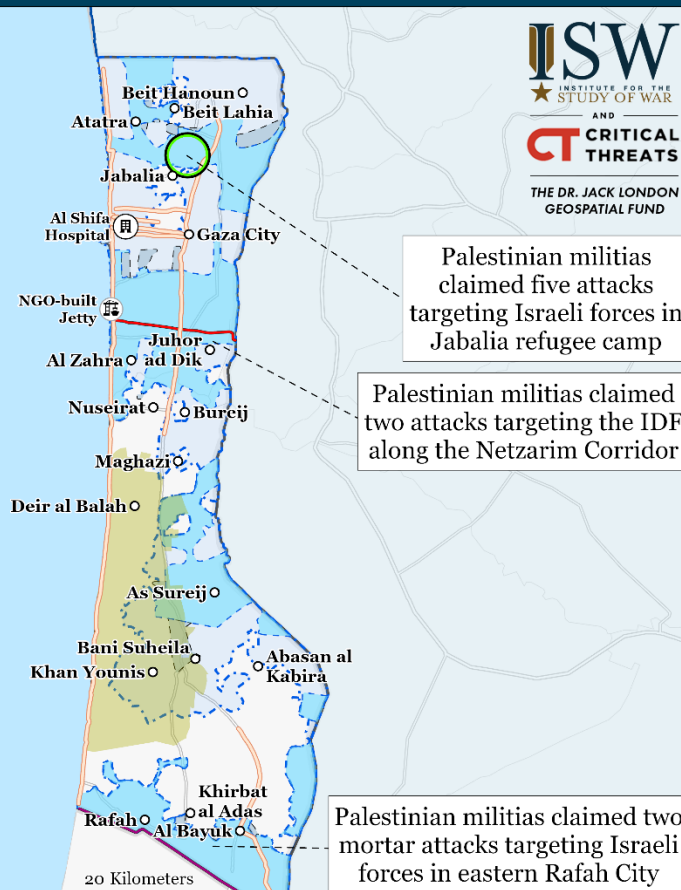 ISW
INSTITUTE FOR THE
STUDY OF WAR
AND
CT CRITICAL
THREATS
THE DR. JACK LONDON
GEOSPATIAL FUND
Beit Hanoun
Beit Lahia
Atatra
Jabalia
Al Shifa
Hospital
Gaza City
Palestinian militias
claimed five attacks
targeting Israeli forces in
Jabalia refugee camp
NGO-built
Jetty
Juhor
ad Dik
Al Zahra
Palestinian militias claimed
two attacks targeting the IDF
along the Netzarim Corridor
Nuseirat
Bureij
Maghazi
Deir al Balah
As Sureij
Bani Suheila
Khan Younis
Abasan al
Kabira
Khirbat
al Adas
Rafah
Al Bayuk
Palestinian militias claimed two
mortar attacks targeting Israeli
forces in eastern Rafah City
20 Kilometers